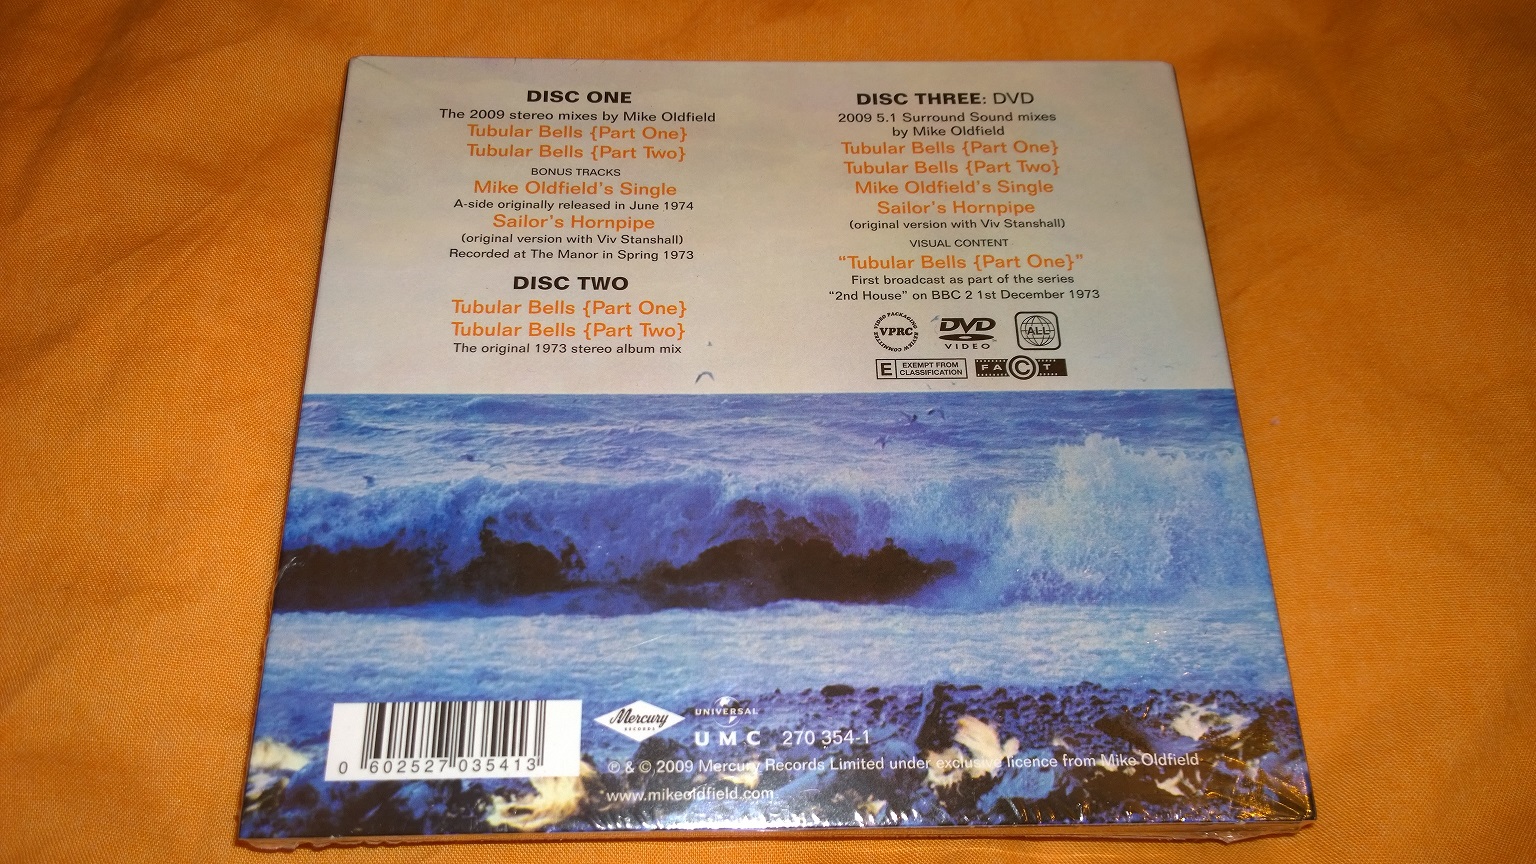 DISC ONE
The 2009 stereo mixes by Mike Oldfield
Tubular Bells {Part One}
Tubular Bells {Part Two}
BONUS TRACKS
Mike Oldfield's Single
A-side originally released in June 1974
Sailor's Hornpipe
(original version with Viv Stanshall)
Recorded at The Manor in Spring 1973
DISC TWO
Tubular Bells {Part One}
Tubular Bells {Part Two}
The original 1973 stereo album mix
DISC THREE: DVD
2009 5.1 Surround Sound mixes
by Mike Oldfield
Tubular Bells {Part One}
Tubular Bells {Part Two}
Mike Oldfield's Single
Sailor's Hornpipe
(original version with Viv Stanshall)
VISUAL CONTENT
“Tubular Bells {Part One}”
First broadcast as part of the series
“2nd House” on BBC 2 1st December 1973
VIDEO PACKAGING REVIEW COMMITTEE
VPRC
DVD
VIDEO
ALL
E EXEMPT FROM
CLASSIFICATION
FACT
0 602527 035413
Mercury
RECORDS
UNIVERSAL
UMC 270 354-1
℗ & © 2009 Mercury Records Limited under exclusive licence from Mike Oldfield
www.mikeoldfield.com